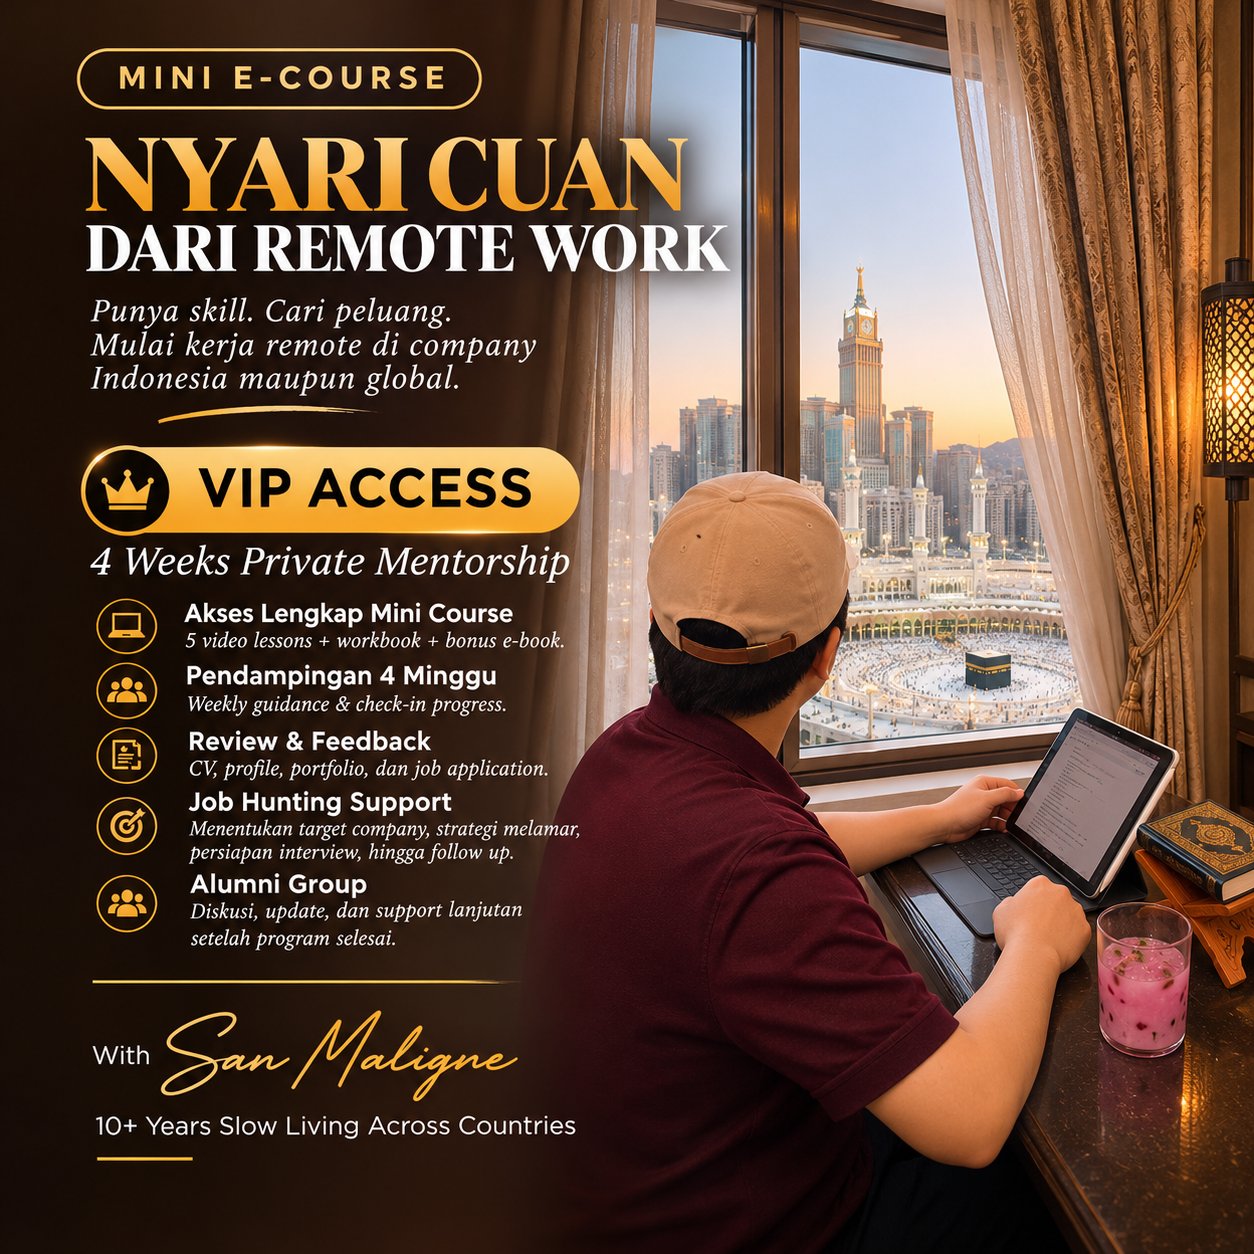 MINI E-COURSE
NYARI CUAN
DARI REMOTE WORK
Punya skill. Cari peluang.
Mulai kerja remote di company
Indonesia maupun global.
VIP ACCESS
4 Weeks Private Mentorship
Akses Lengkap Mini Course
5 video lessons + workbook + bonus e-book.
Pendampingan 4 Minggu
Weekly guidance & check-in progress.
Review & Feedback
CV, profile, portfolio, dan job application.
Job Hunting Support
Menentukan target company, strategi melamar,
persiapan interview, hingga follow up.
Alumni Group
Diskusi, update, dan support lanjutan
setelah program selesai.
With San Maligne
10+ Years Slow Living Across Countries